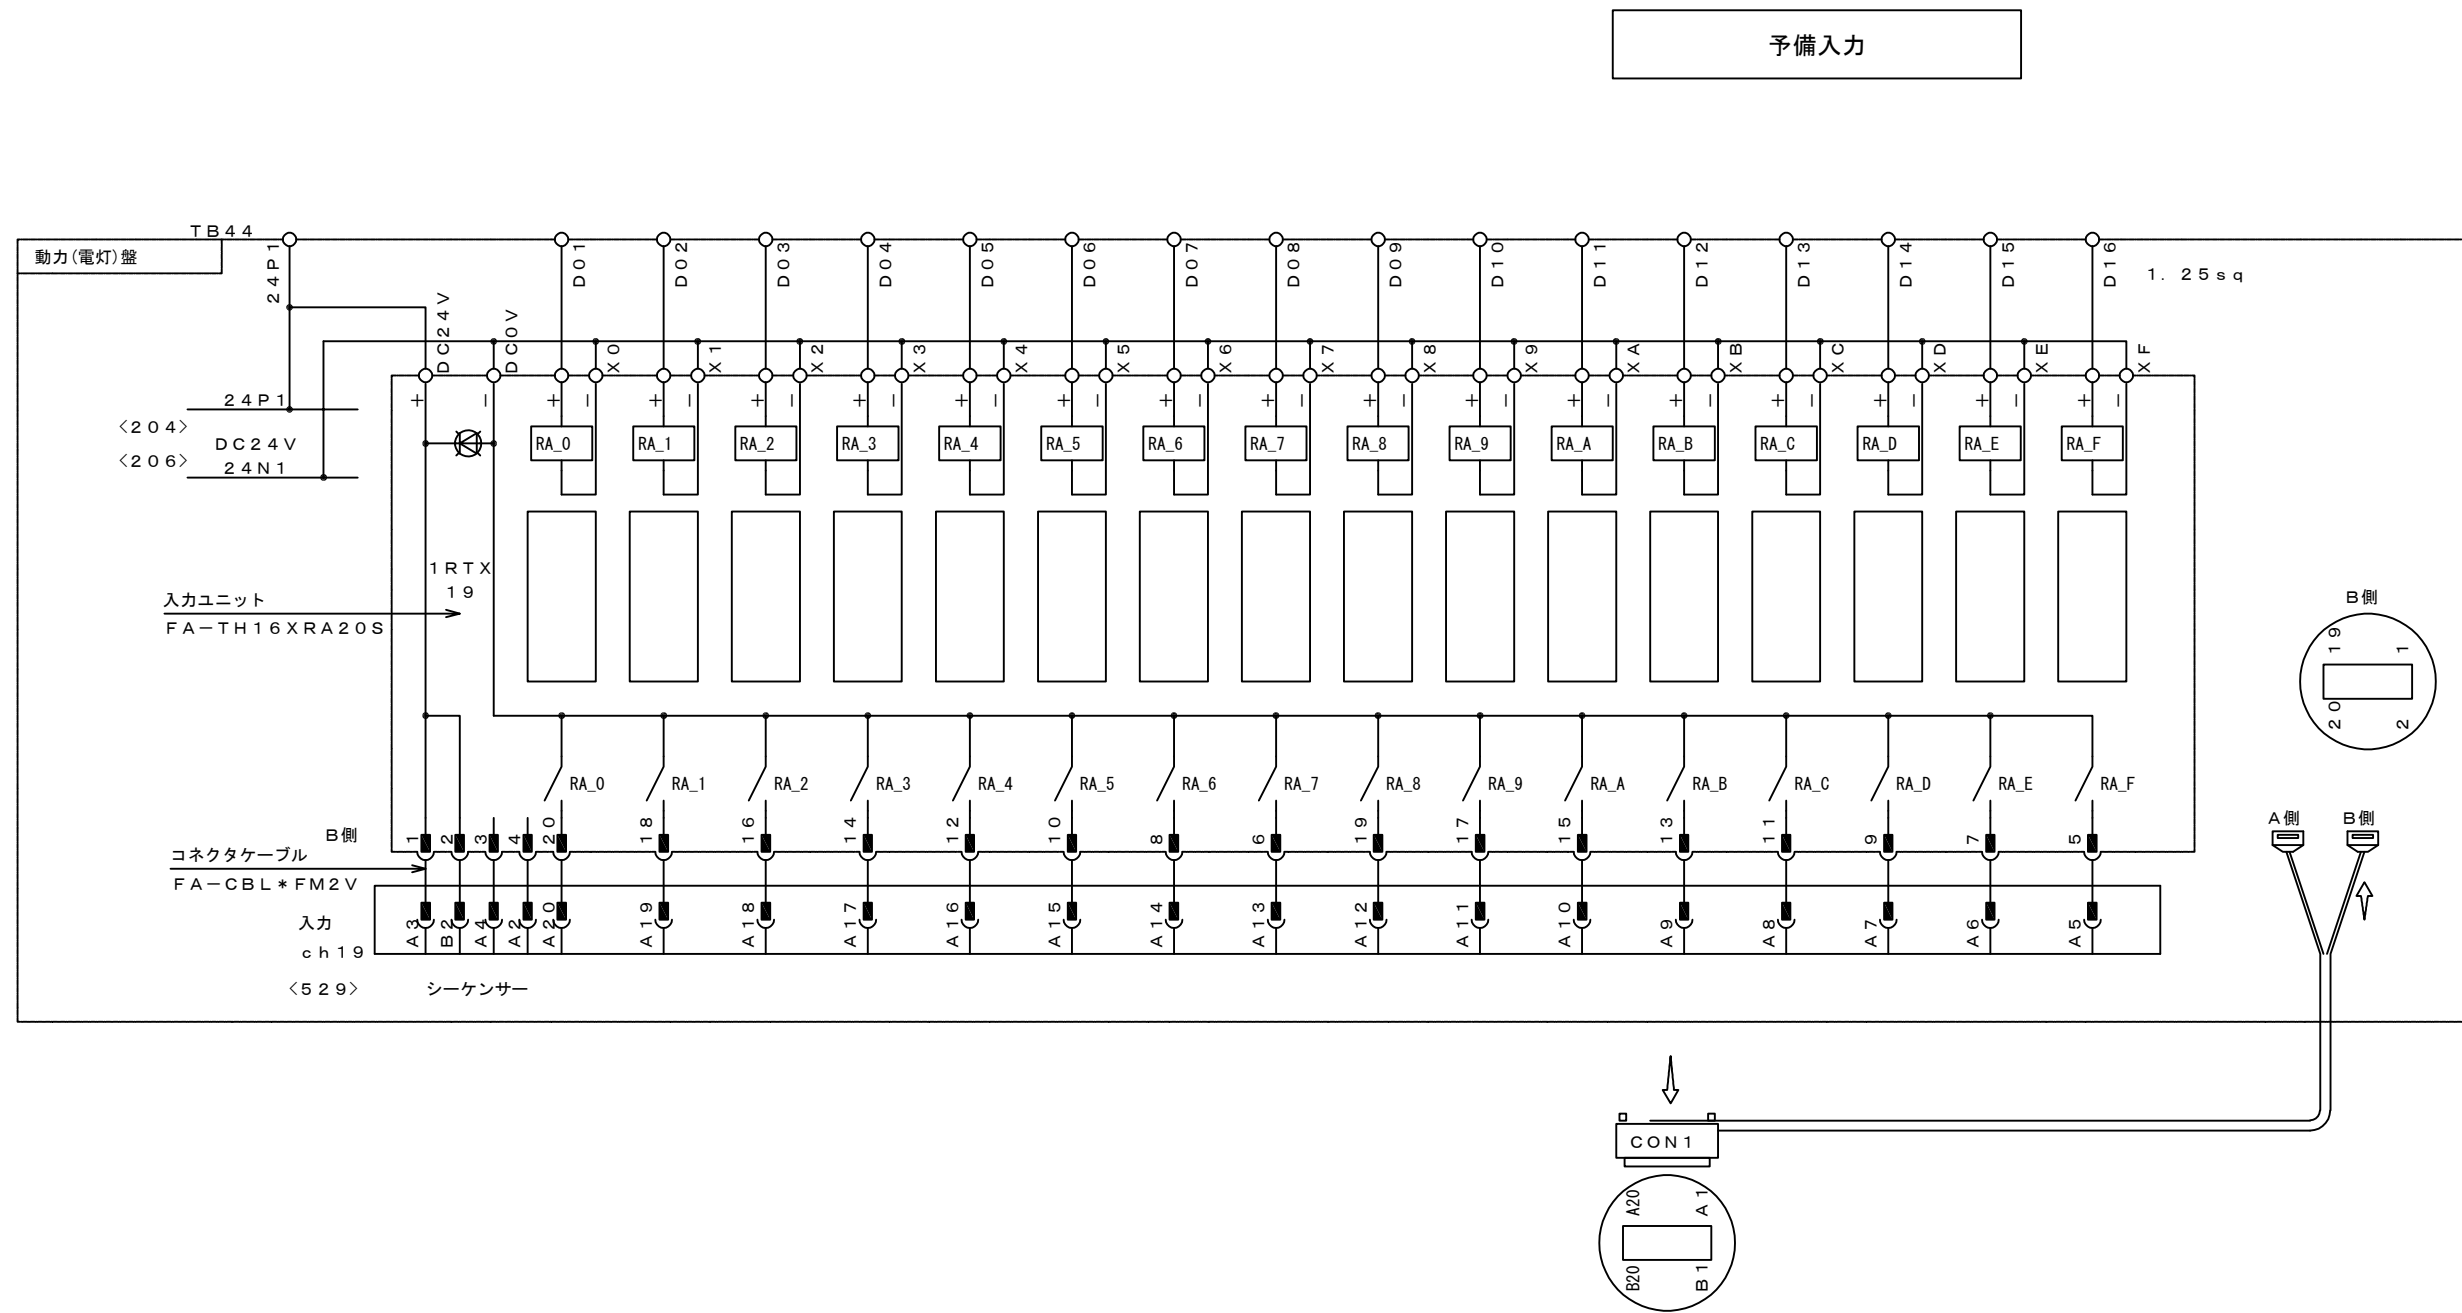 予備入力
TB44
動力(電灯)盤
24P1
D01 D02 D03 D04 D05 D06 D07 D08 D09 D10 D11 D12 D13 D14 D15 D16
1.25sq
DC24V DC0V X0 X1 X2 X3 X4 X5 X6 X7 X8 X9 XA XB XC XD XE XF
+ − + − + − + − + − + − + − + − + − + − + − + − + − + − + − + − + −
24P1
<204>
DC24V
<206>
24N1
RA_0 RA_1 RA_2 RA_3 RA_4 RA_5 RA_6 RA_7 RA_8 RA_9 RA_A RA_B RA_C RA_D RA_E RA_F
1RTX
19
入力ユニット
FA-TH16XRA20S
B側
19 1
20 2
RA_0 RA_1 RA_2 RA_3 RA_4 RA_5 RA_6 RA_7 RA_8 RA_9 RA_A RA_B RA_C RA_D RA_E RA_F
B側
1 2 3 4 20 18 16 14 12 10 8 6 19 17 15 13 11 9 7 5
A側 B側
コネクタケーブル
FA-CBL*FM2V
入力
ch19
A3 B2 A4 A2 A20 A19 A18 A17 A16 A15 A14 A13 A12 A11 A10 A9 A8 A7 A6 A5
<529>
シーケンサー
CON1
A20 A1
B20 B1